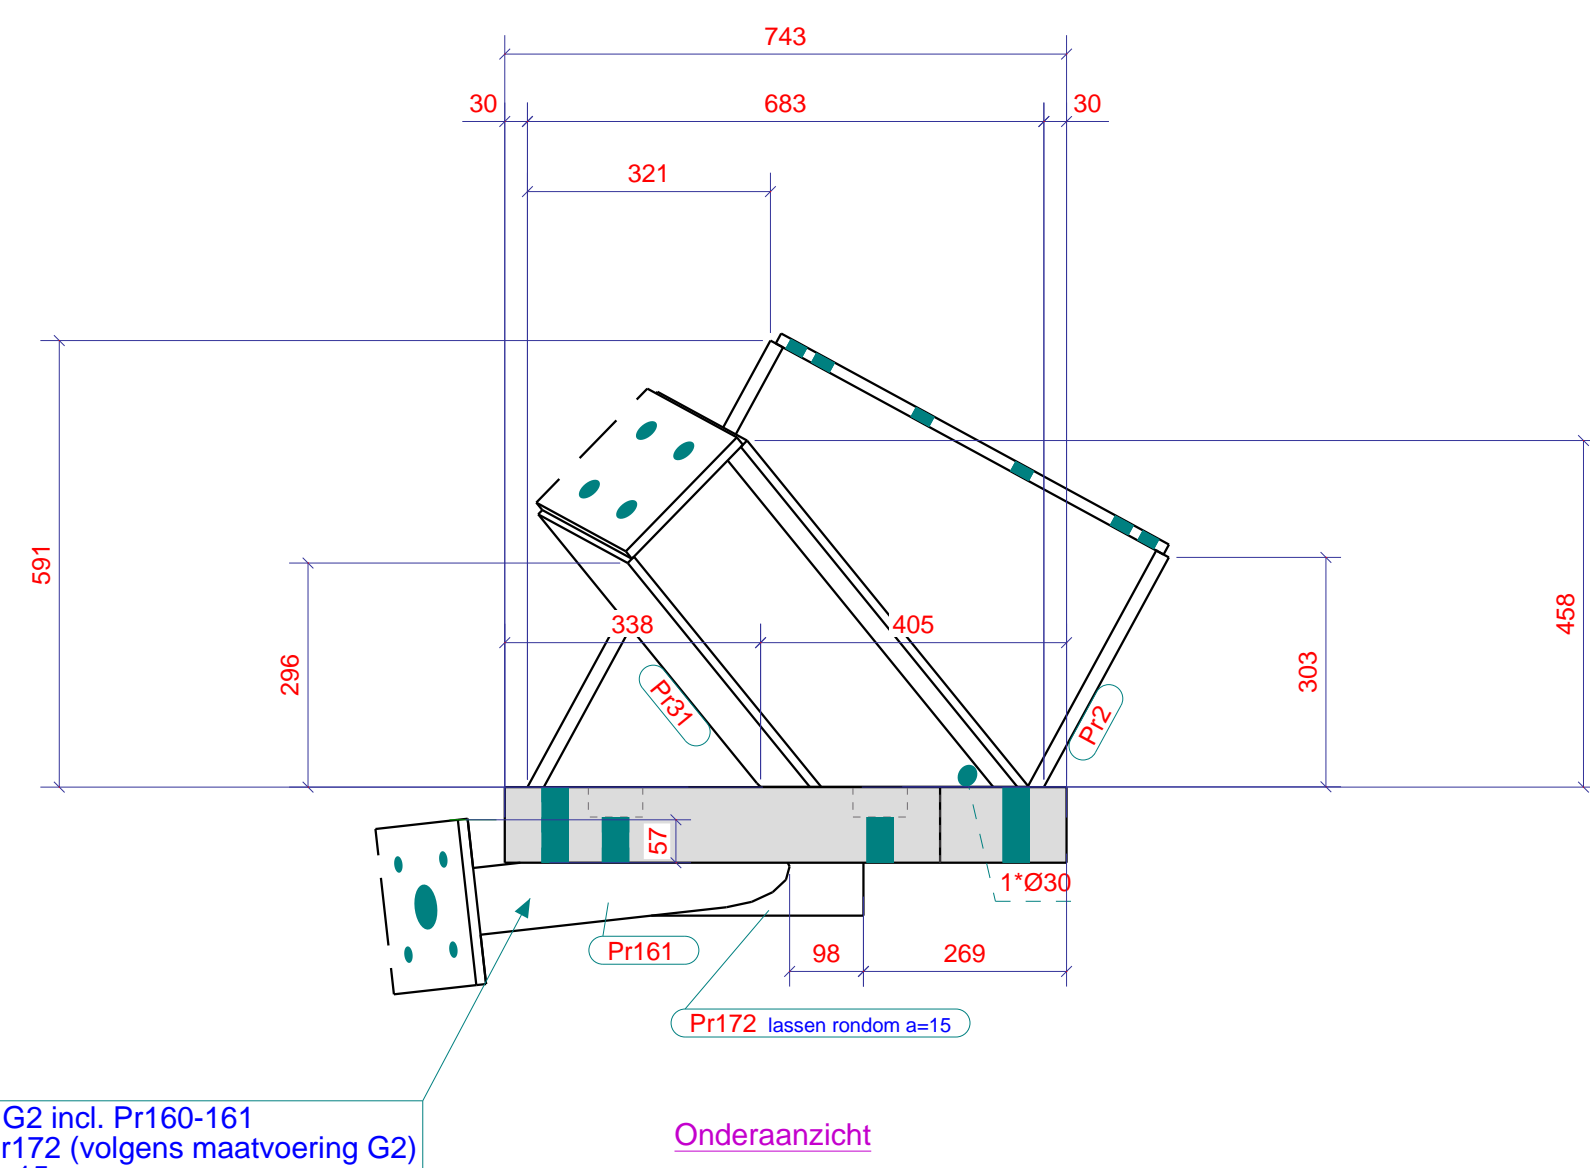 743
30 683 30
321
591
296
338 405
458
303
Pr31
Pr2
57
1*Ø30
Pr161
98 269
Pr172 lassen rondom a=15
G2 incl. Pr160-161
r172 (volgens maatvoering G2)
Onderaanzicht